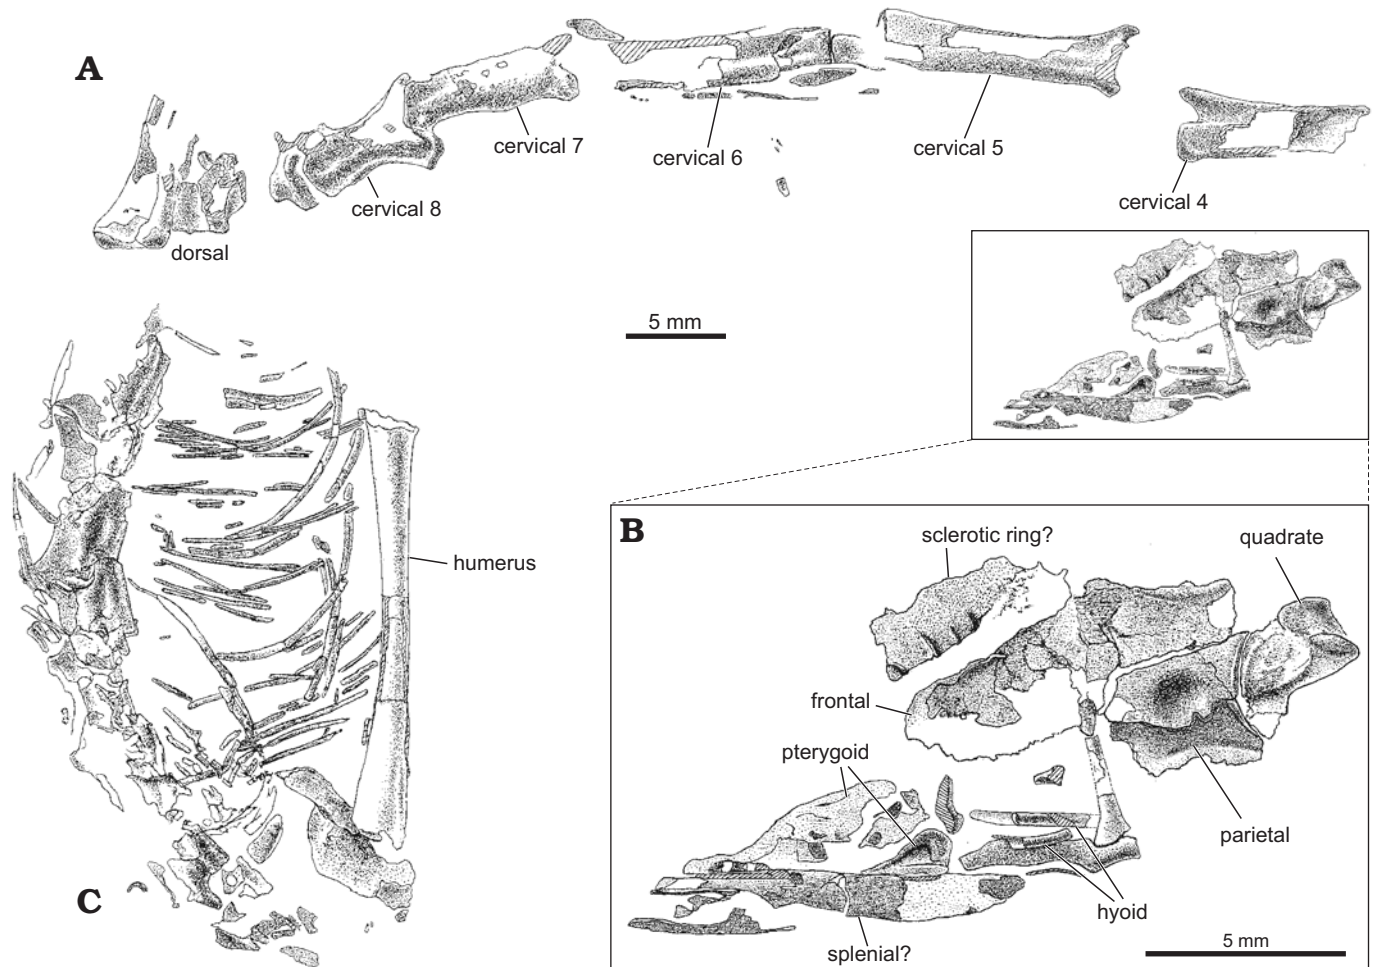 A
cervical 7
cervical 6
cervical 5
cervical 4
cervical 8
dorsal
5 mm
humerus
B
sclerotic ring?
quadrate
frontal
pterygoid
parietal
hyoid
splenial?
5 mm
C